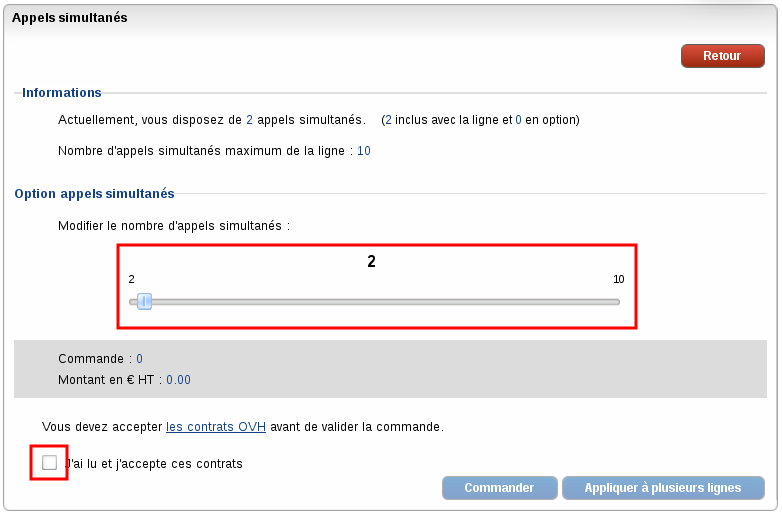 Appels simultanés
Retour
Informations
Actuellement, vous disposez de 2 appels simultanés. (2 inclus avec la ligne et 0 en option)
Nombre d'appels simultanés maximum de la ligne : 10
Option appels simultanés
Modifier le nombre d'appels simultanés :
2
2 10
Commande : 0
Montant en € HT : 0.00
Vous devez accepter les contrats OVH avant de valider la commande.
J'ai lu et j'accepte ces contrats
Commander Appliquer à plusieurs lignes